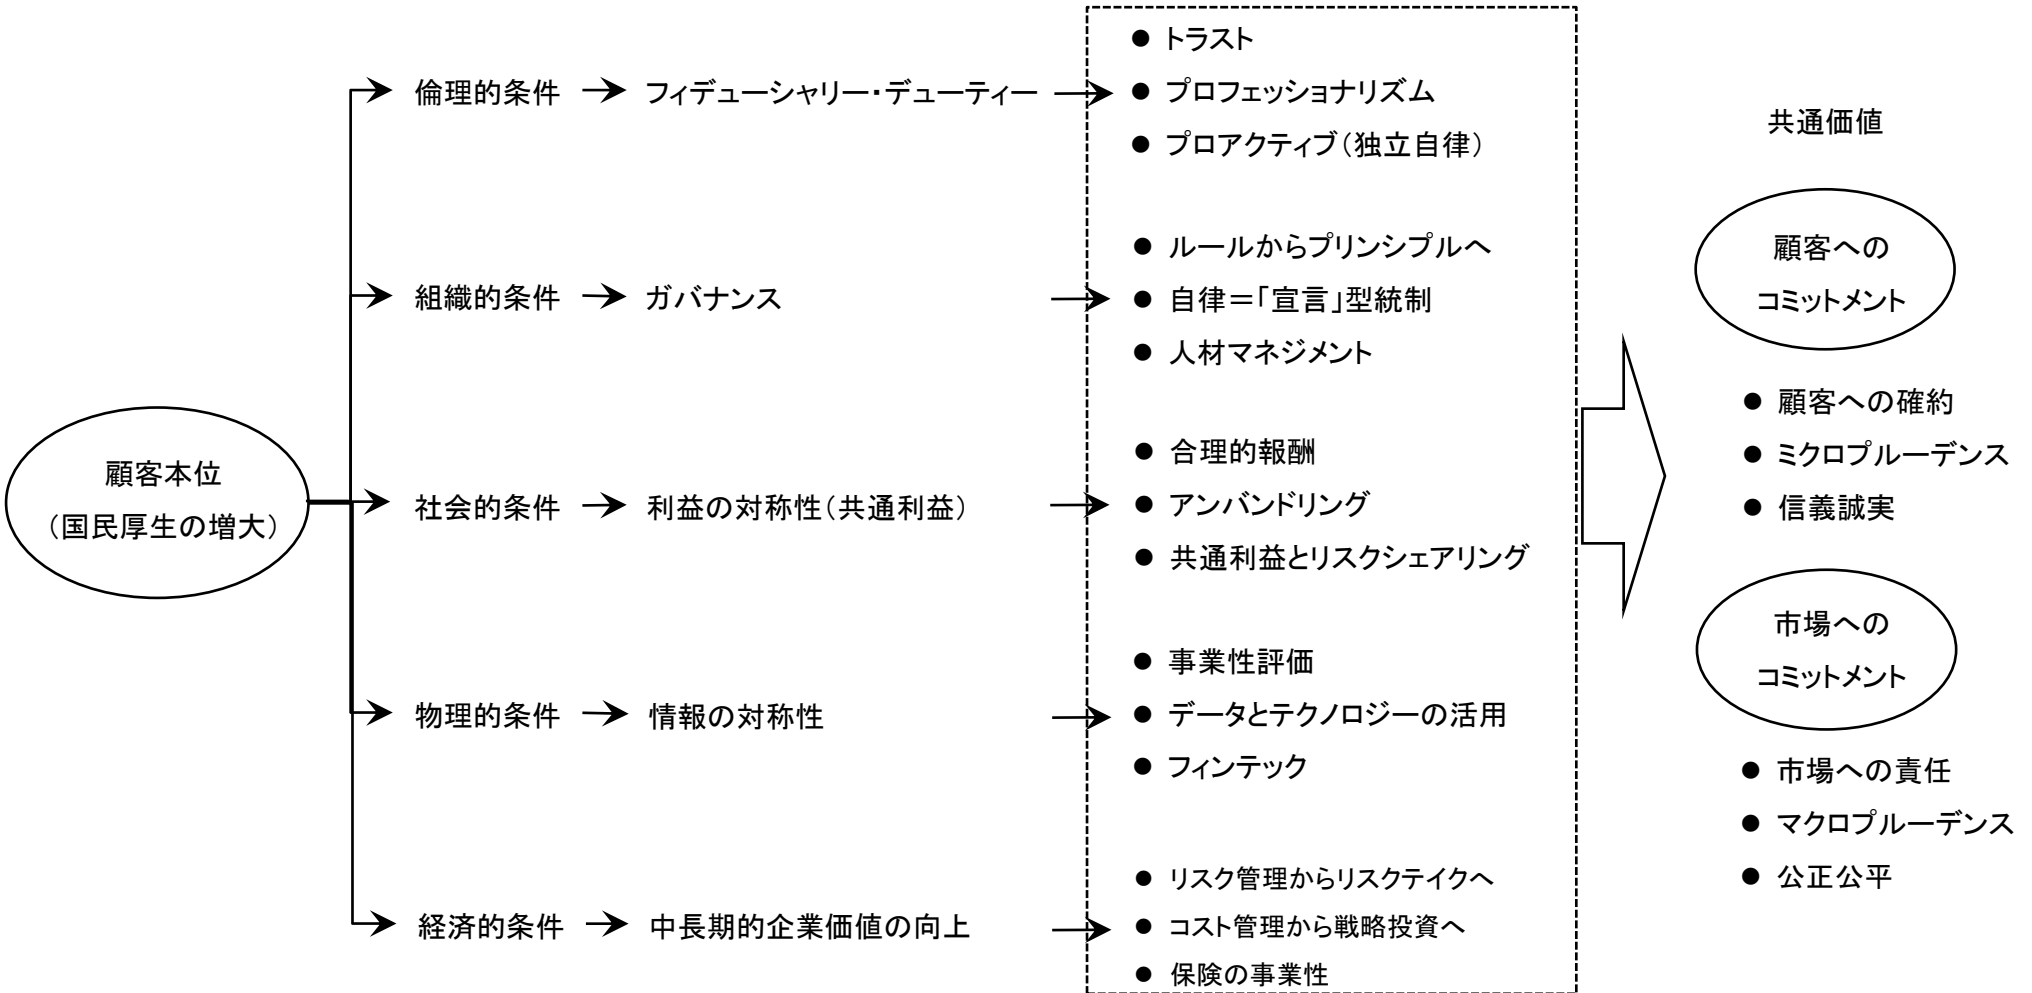 顧客本位
(国民厚生の増大)
倫理的条件
フィデューシャリー・デューティー
● トラスト
● プロフェッショナリズム
● プロアクティブ(独立自律)
組織的条件
ガバナンス
● ルールからプリンシプルへ
● 自律=「宣言」型統制
● 人材マネジメント
社会的条件
利益の対称性(共通利益)
● 合理的報酬
● アンバンドリング
● 共通利益とリスクシェアリング
物理的条件
情報の対称性
● 事業性評価
● データとテクノロジーの活用
● フィンテック
経済的条件
中長期的企業価値の向上
● リスク管理からリスクテイクへ
● コスト管理から戦略投資へ
● 保険の事業性
共通価値
顧客への
コミットメント
● 顧客への確約
● ミクロプルーデンス
● 信義誠実
市場への
コミットメント
● 市場への責任
● マクロプルーデンス
● 公正公平